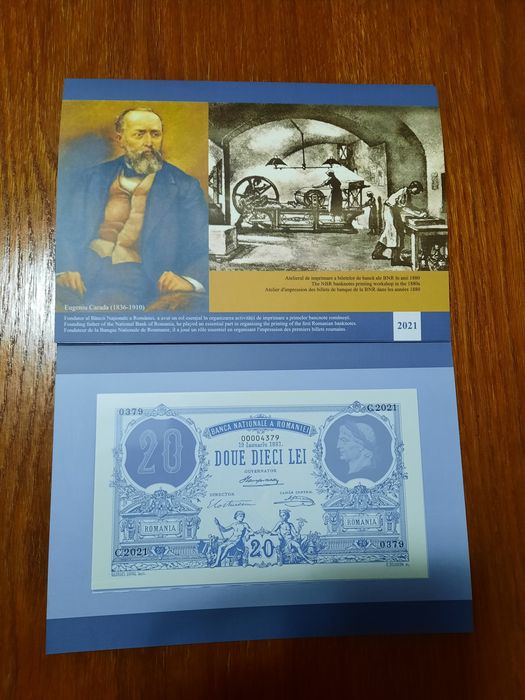 Atelierul de imprimare a biletelor de bancă ale BNR în anii 1880
The NBR banknotes printing workshop in the 1880s
Atelier d'impression des billets de banque de la BNR dans les années 1880
Eugeniu Carada (1836-1910)
Fondator al Băncii Naționale a României, a avut un rol esențial în organizarea activității de imprimare a primelor bancnote românești.
Founding father of the National Bank of Romania, he played an essential part in organising the printing of the first Romanian banknotes.
Fondateur de la Banque Nationale de Roumanie, il a joué un rôle essentiel en organisant l'impression des premiers billets roumains.
2021
0379
C.2021
BANCA NATIONALE A ROMANIEI
00004379
19 Ianuariu 1881.
20
DOUE DIECI LEI
GUVERNATOR
DIRECTOR
ROMANIA
ROMANIA
C.2021
20
0379